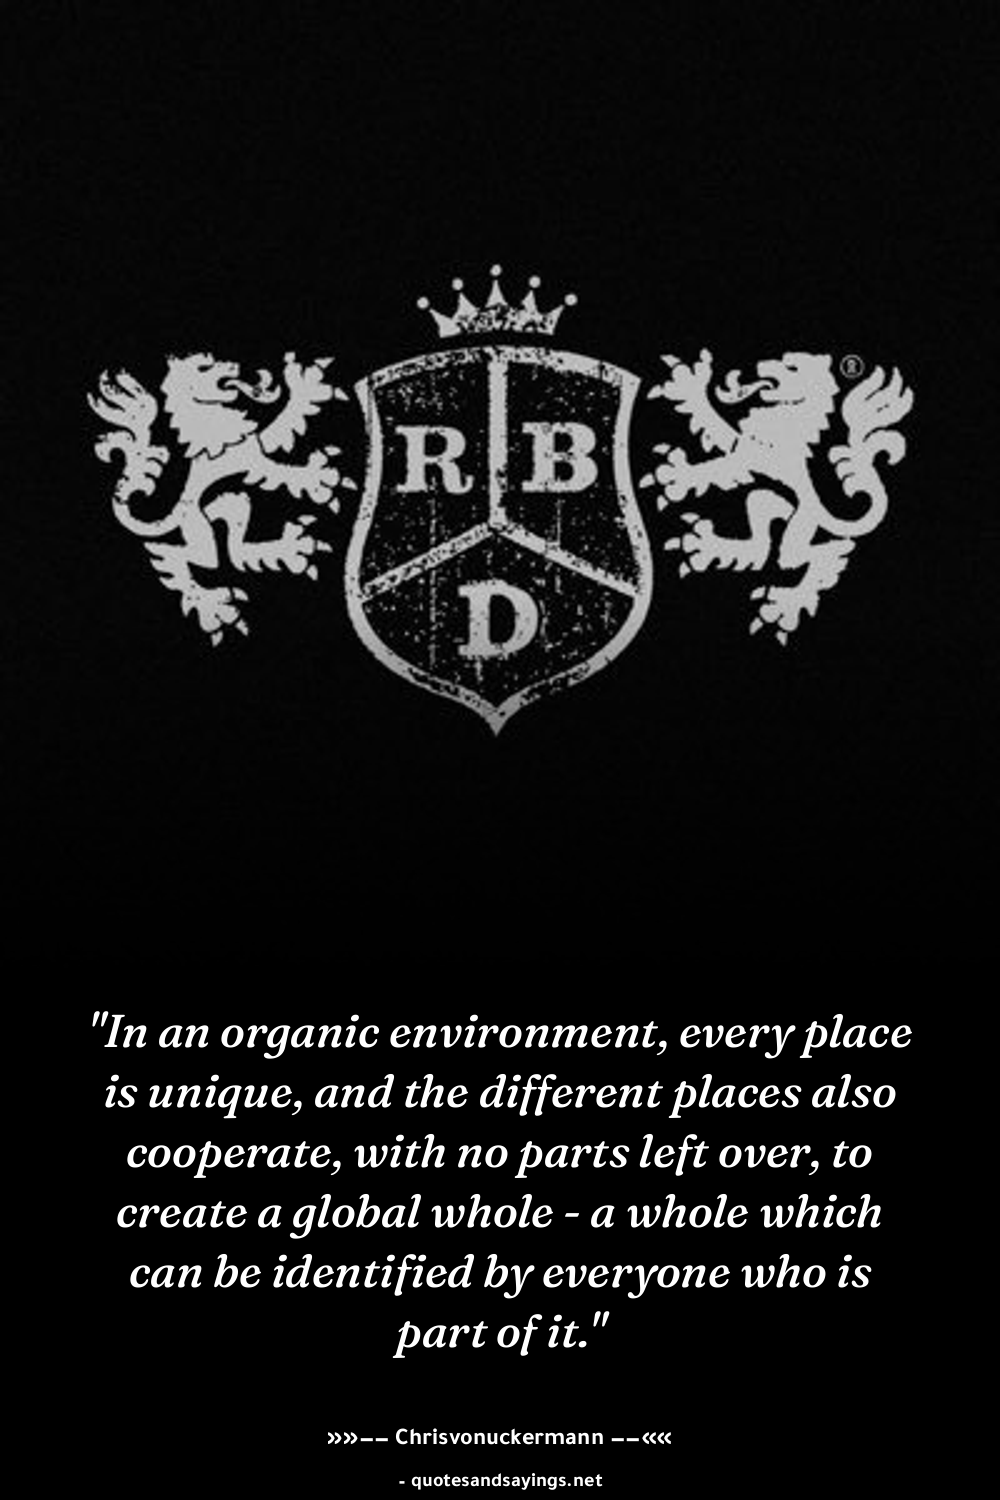 R B
D
®
"In an organic environment, every place
is unique, and the different places also
cooperate, with no parts left over, to
create a global whole - a whole which
can be identified by everyone who is
part of it."
»»−− Chrisvonuckermann −−««
- quotesandsayings.net